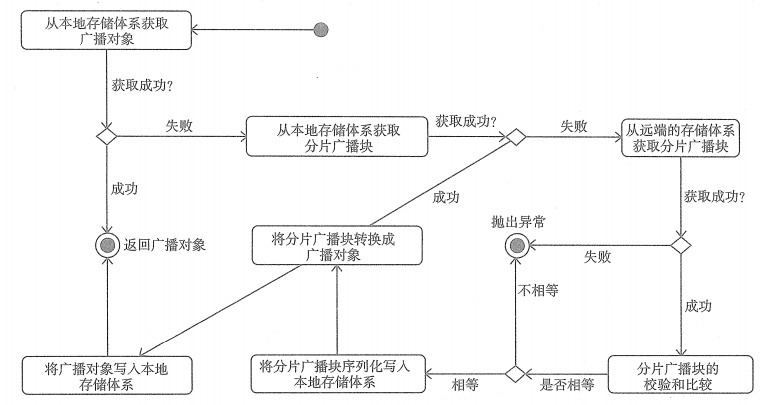 从本地存储体系获取
广播对象
获取成功?
失败
从本地存储体系获取
分片广播块
获取成功?
失败
从远端的存储体系
获取分片广播块
成功
成功
获取成功?
返回广播对象
将分片广播块转换成
广播对象
抛出异常
失败
不相等
成功
将广播对象写入本地
存储体系
将分片广播块序列化写入
本地存储体系
相等
是否相等
分片广播块的
校验和比较